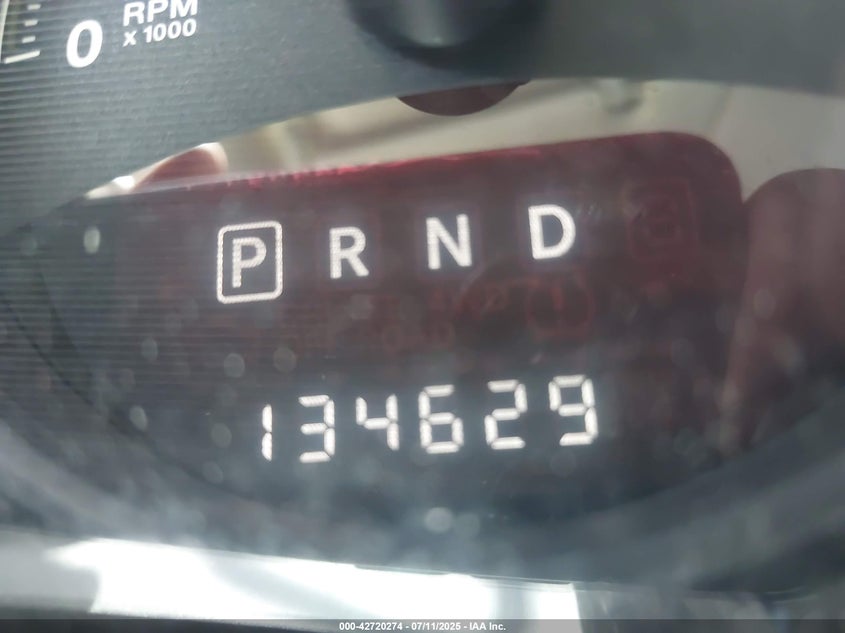 RPM
0 x 1000
P R N D
134629
000-42720274 - 07/11/2025 - IAA Inc.